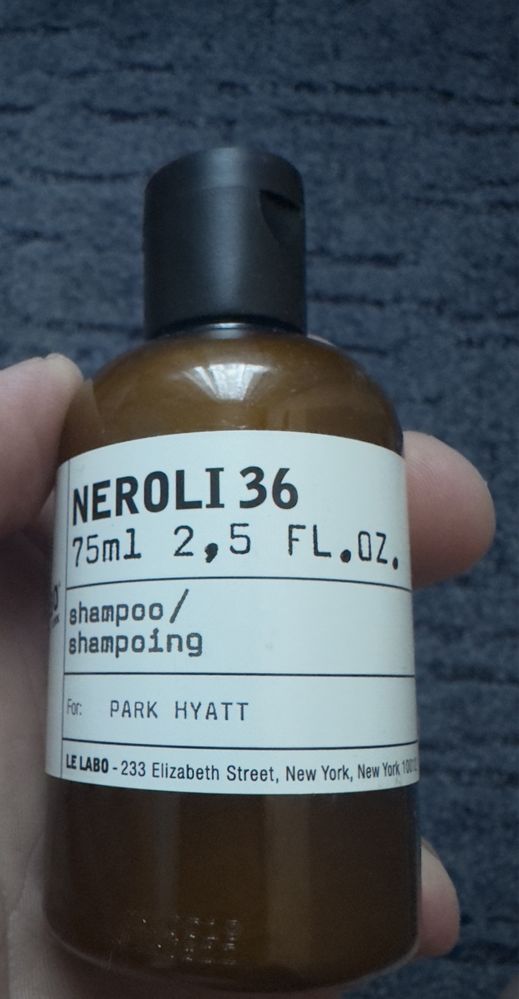 NEROLI 36
75ml 2,5 FL.OZ.
shampoo/
shampoing
For: PARK HYATT
LE LABO - 233 Elizabeth Street, New York, New York